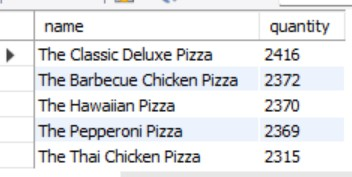 name quantity
The Classic Deluxe Pizza 2416
The Barbecue Chicken Pizza 2372
The Hawaiian Pizza 2370
The Pepperoni Pizza 2369
The Thai Chicken Pizza 2315